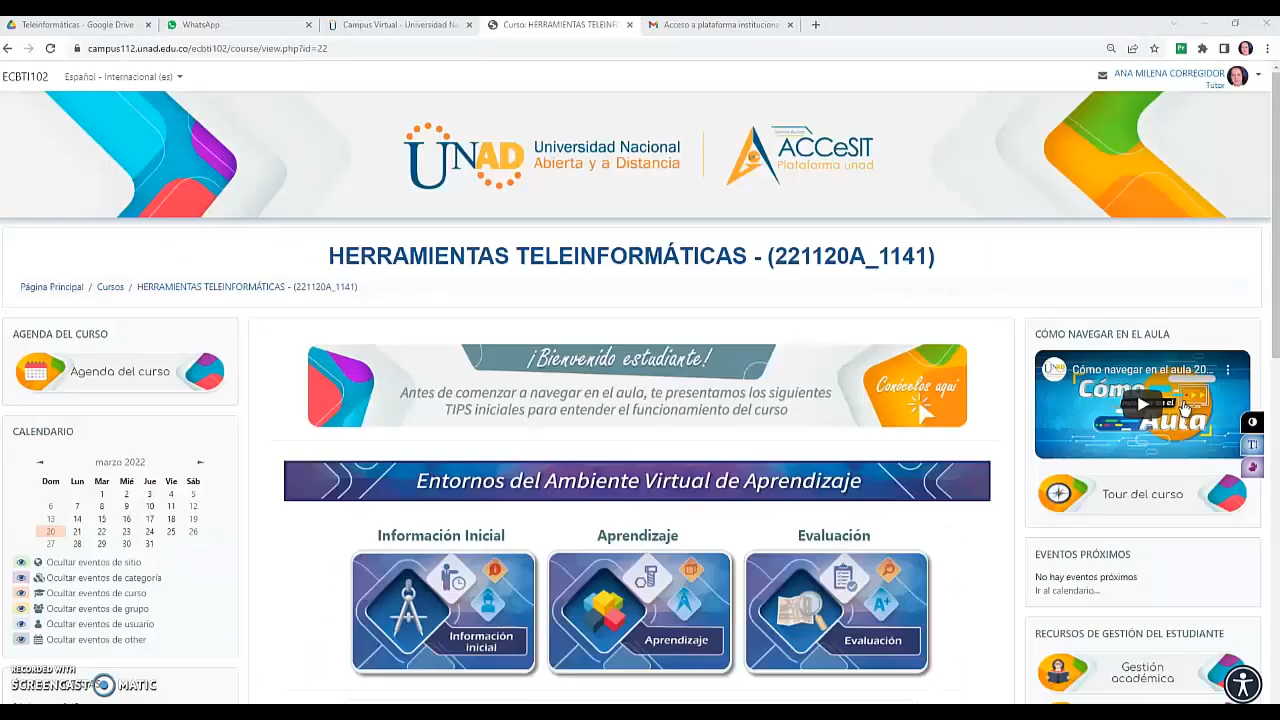 Teleinformáticas - Google Drive
WhatsApp
Campus Virtual - Universidad Na
Curso: HERRAMIENTAS TELEINF
Acceso a plataforma instituciona
campus112.unad.edu.co/ecbti102/course/view.php?id=22
ECBTI102
Español - Internacional (es)
ANA MILENA CORREGIDOR
Tutor
UNAD
Universidad Nacional
Abierta y a Distancia
ACCeSIT
Plataforma unad
HERRAMIENTAS TELEINFORMÁTICAS - (221120A_1141)
Página Principal / Cursos / HERRAMIENTAS TELEINFORMÁTICAS - (221120A_1141)
AGENDA DEL CURSO
Agenda del curso
CALENDARIO
marzo 2022
Dom Lun Mar Mié Jue Vie Sáb
1 2 3 4 5
6 7 8 9 10 11 12
13 14 15 16 17 18 19
20 21 22 23 24 25 26
27 28 29 30 31
Ocultar eventos de sitio
Ocultar eventos de categoría
Ocultar eventos de curso
Ocultar eventos de grupo
Ocultar eventos de usuario
Ocultar eventos de other
RECORDED WITH
SCREENCAST MATIC
¡Bienvenido estudiante!
Antes de comenzar a navegar en el aula, te presentamos los siguientes
TIPS iniciales para entender el funcionamiento del curso
Conócelos aquí
Entornos del Ambiente Virtual de Aprendizaje
Información Inicial
Aprendizaje
Evaluación
Información
Inicial
Aprendizaje
Evaluación
CÓMO NAVEGAR EN EL AULA
Cómo navegar en el aula 20...
Cómo
Aula
Tour del curso
EVENTOS PRÓXIMOS
No hay eventos próximos
Ir al calendario...
RECURSOS DE GESTIÓN DEL ESTUDIANTE
Gestión
académica